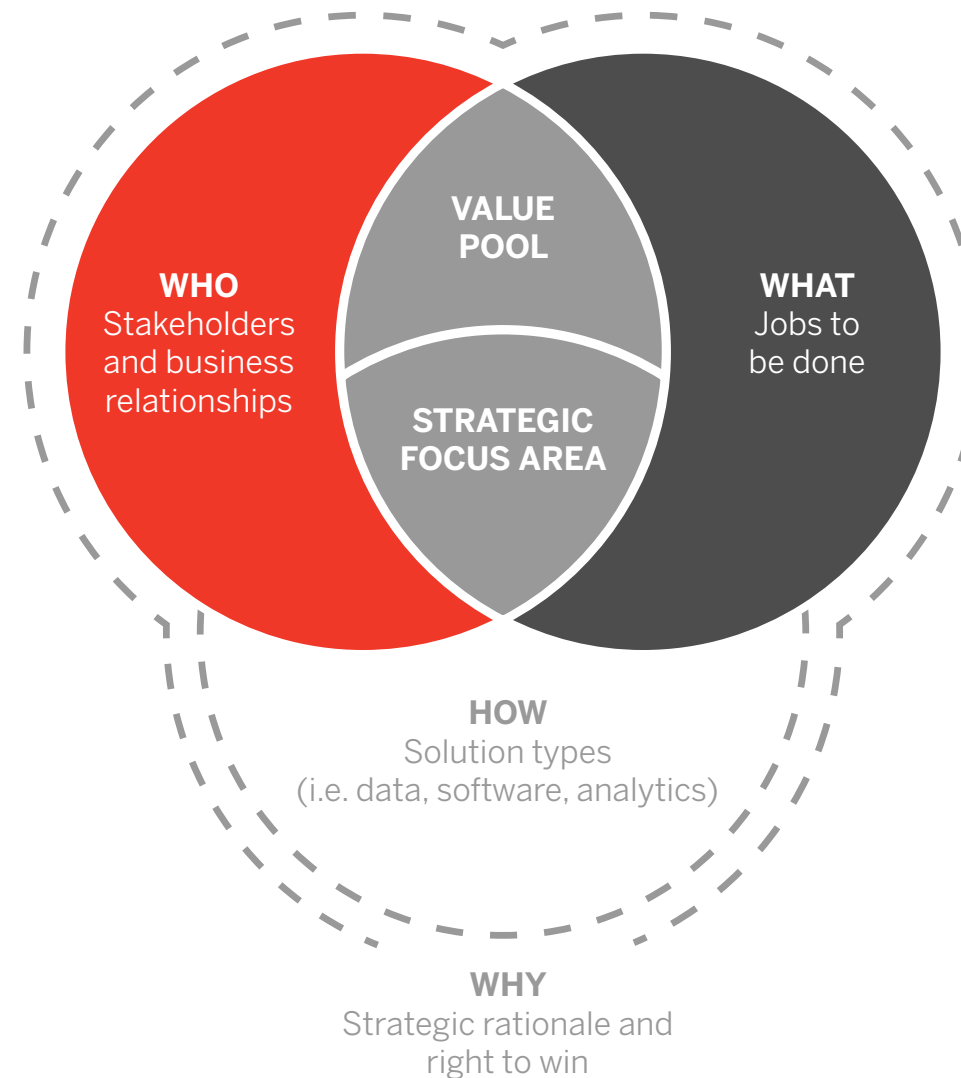 VALUE
POOL
WHO
Stakeholders
and business
relationships
WHAT
Jobs to
be done
STRATEGIC
FOCUS AREA
HOW
Solution types
(i.e. data, software, analytics)
WHY
Strategic rationale and
right to win